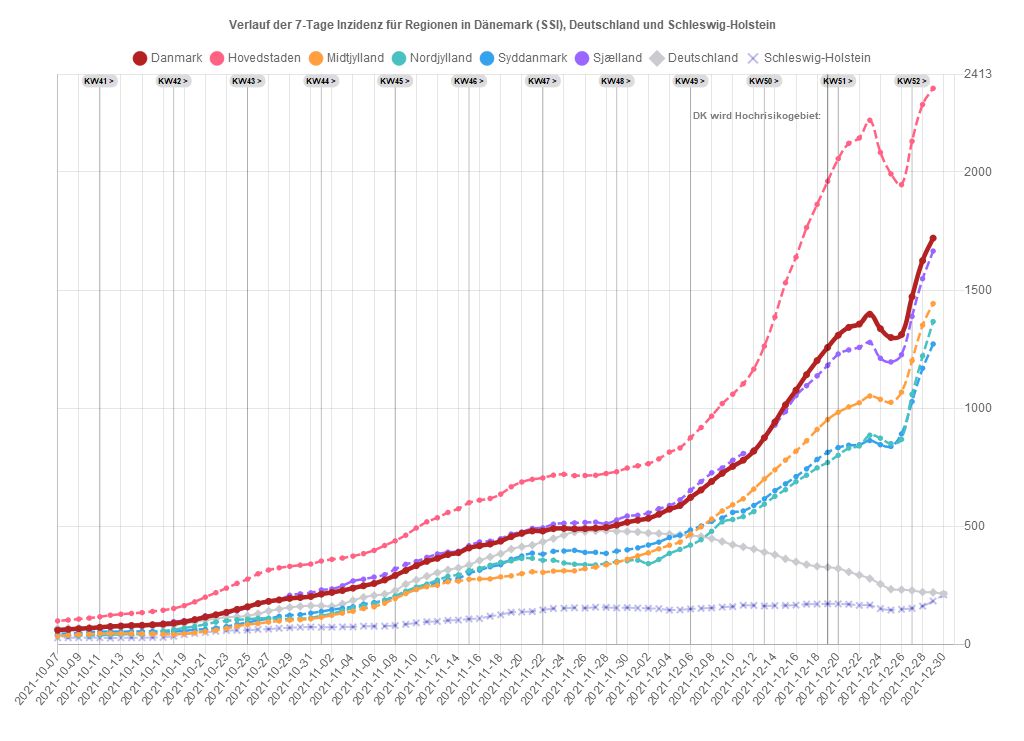 Verlauf der 7-Tage Inzidenz für Regionen in Dänemark (SSI), Deutschland und Schleswig-Holstein
Danmark Hovedstaden Midtjylland Nordjylland Syddanmark Sjælland Deutschland Schleswig-Holstein
KW41 > KW42 > KW43 > KW44 > KW45 > KW46 > KW47 > KW48 > KW49 > KW50 > KW51 > KW52 >
2413
DK wird Hochrisikogebiet:
2000
1500
1000
500
0
2021-10-07 2021-10-09 2021-10-11 2021-10-13 2021-10-15 2021-10-17 2021-10-19 2021-10-21 2021-10-23 2021-10-25 2021-10-27 2021-10-29 2021-10-31 2021-11-02 2021-11-04 2021-11-06 2021-11-08 2021-11-10 2021-11-12 2021-11-14 2021-11-16 2021-11-18 2021-11-20 2021-11-22 2021-11-24 2021-11-26 2021-11-28 2021-11-30 2021-12-02 2021-12-04 2021-12-06 2021-12-08 2021-12-10 2021-12-12 2021-12-14 2021-12-16 2021-12-18 2021-12-20 2021-12-22 2021-12-24 2021-12-26 2021-12-28 2021-12-30